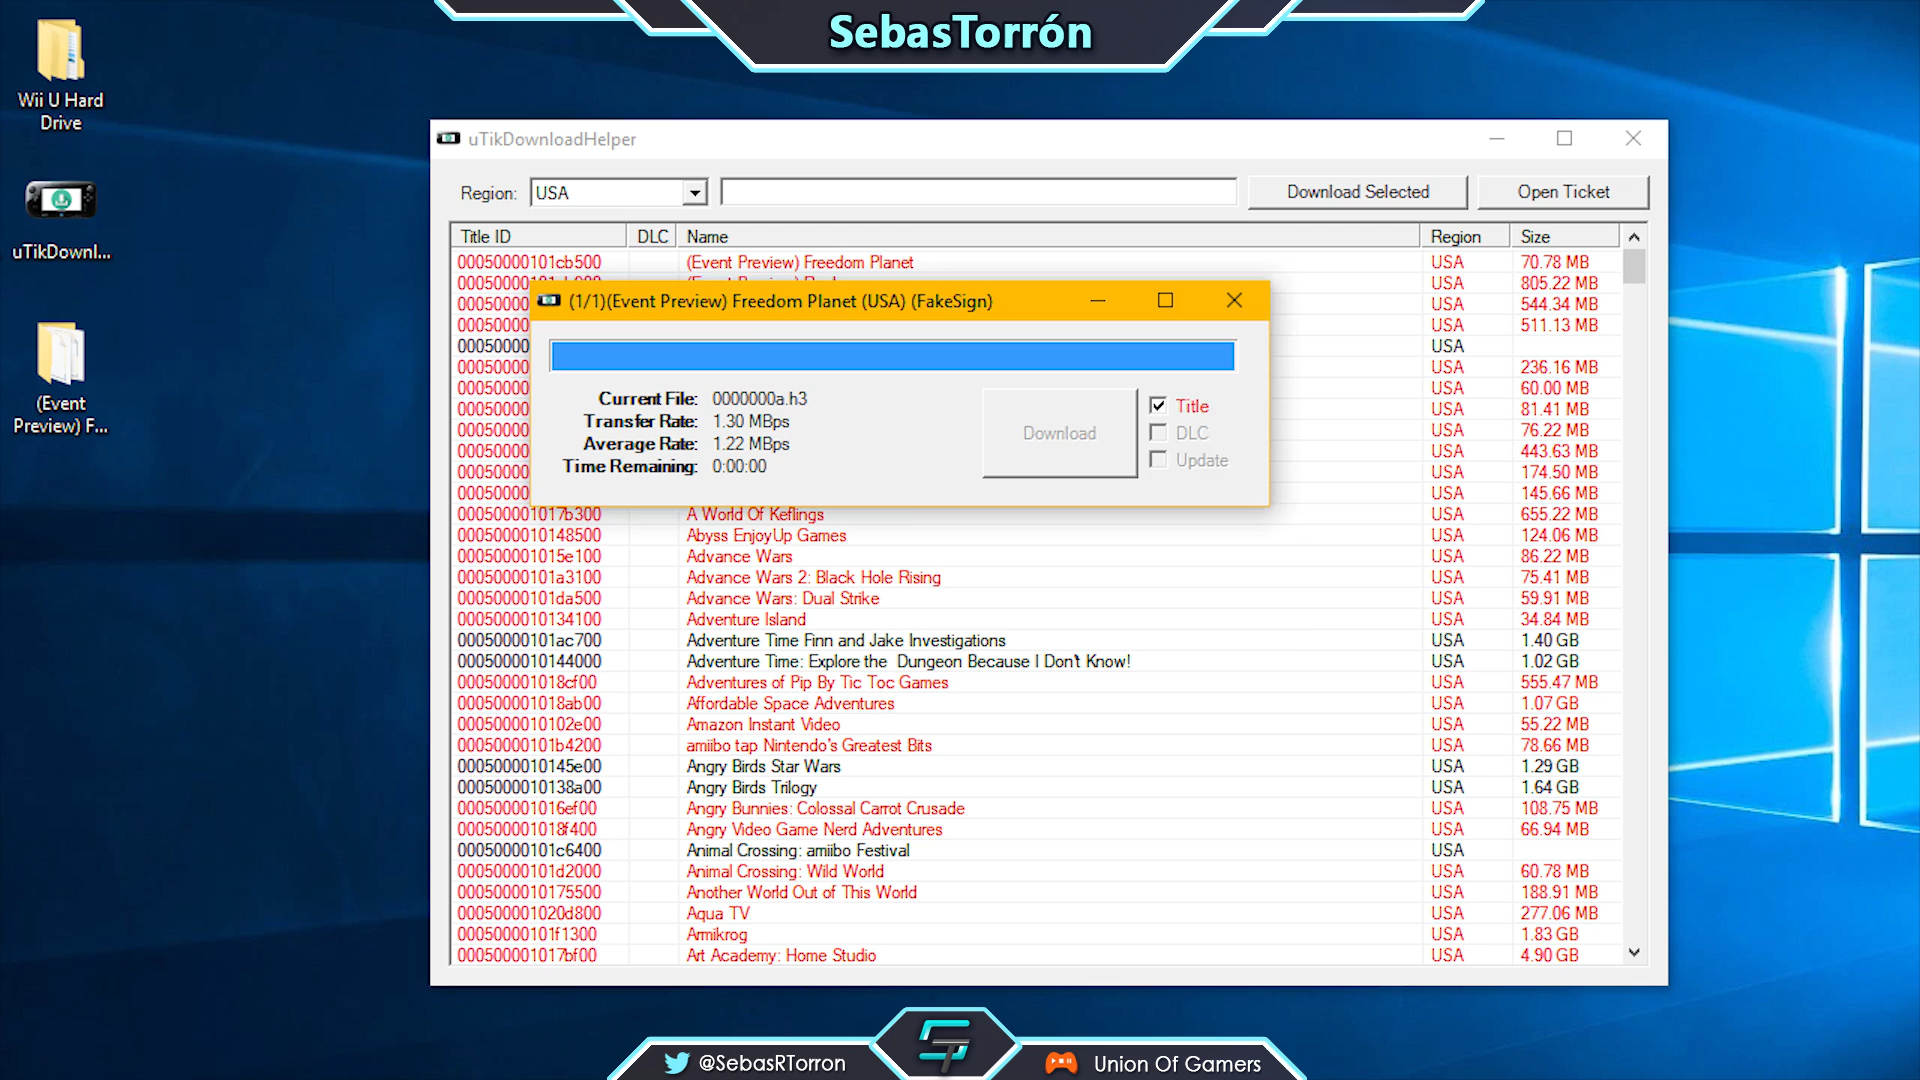 SebasTorrón
Wii U Hard
Drive
uTikDownl...
(Event
Preview) F...
uTikDownloadHelper
Region: USA Download Selected Open Ticket
Title ID DLC Name Region Size
00050000101cb500 (Event Preview) Freedom Planet USA 70.78 MB
USA 805.22 MB
USA 544.34 MB
USA 511.13 MB
USA
USA 236.16 MB
USA 60.00 MB
USA 81.41 MB
USA 76.22 MB
USA 443.63 MB
USA 174.50 MB
USA 145.66 MB
(1/1)(Event Preview) Freedom Planet (USA) (FakeSign)
Current File: 0000000a.h3
Transfer Rate: 1.30 MBps
Average Rate: 1.22 MBps
Time Remaining: 0:00:00
Download
Title
DLC
Update
000500001017b300 A World Of Keflings USA 655.22 MB
0005000010148500 Abyss EnjoyUp Games USA 124.06 MB
000500001015e100 Advance Wars USA 86.22 MB
00050000101a3100 Advance Wars 2: Black Hole Rising USA 75.41 MB
00050000101da500 Advance Wars: Dual Strike USA 59.91 MB
0005000010134100 Adventure Island USA 34.84 MB
00050000101ac700 Adventure Time Finn and Jake Investigations USA 1.40 GB
0005000010144000 Adventure Time: Explore the Dungeon Because I Don't Know! USA 1.02 GB
000500001018cf00 Adventures of Pip By Tic Toc Games USA 555.47 MB
000500001018ab00 Affordable Space Adventures USA 1.07 GB
0005000010102e00 Amazon Instant Video USA 55.22 MB
00050000101b4200 amiibo tap Nintendo's Greatest Bits USA 78.66 MB
0005000010145e00 Angry Birds Star Wars USA 1.29 GB
0005000010138a00 Angry Birds Trilogy USA 1.64 GB
000500001016ef00 Angry Bunnies: Colossal Carrot Crusade USA 108.75 MB
000500001018f400 Angry Video Game Nerd Adventures USA 66.94 MB
00050000101c6400 Animal Crossing: amiibo Festival USA
00050000101d2000 Animal Crossing: Wild World USA 60.78 MB
0005000010175500 Another World Out of This World USA 188.91 MB
000500001020d800 Aqua TV USA 277.06 MB
00050000101f1300 Armikrog USA 1.83 GB
000500001017bf00 Art Academy: Home Studio USA 4.90 GB
@SebasRTorron
Union Of Gamers